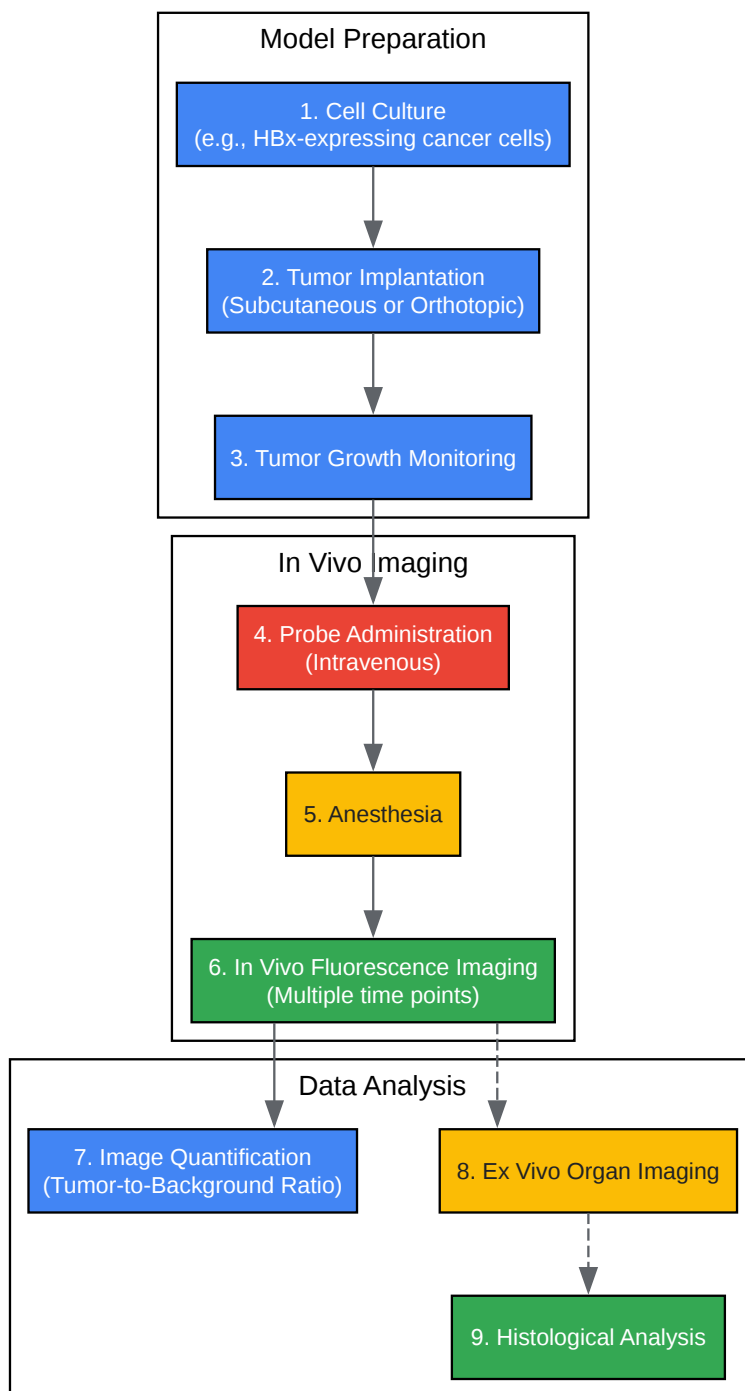 Model Preparation
1. Cell Culture
(e.g., HBx-expressing cancer cells)
2. Tumor Implantation
(Subcutaneous or Orthotopic)
3. Tumor Growth Monitoring
In Vivo Imaging
4. Probe Administration
(Intravenous)
5. Anesthesia
6. In Vivo Fluorescence Imaging
(Multiple time points)
Data Analysis
7. Image Quantification
(Tumor-to-Background Ratio)
8. Ex Vivo Organ Imaging
9. Histological Analysis